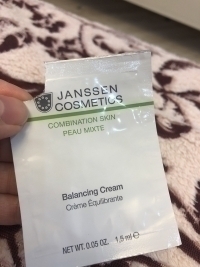 JANSSEN
COSMETICS
COMBINATION SKIN
PEAU MIXTE
Balancing Cream
Crème Équilibrante
NET WT. 0.05 OZ. 1,5 ml ℮